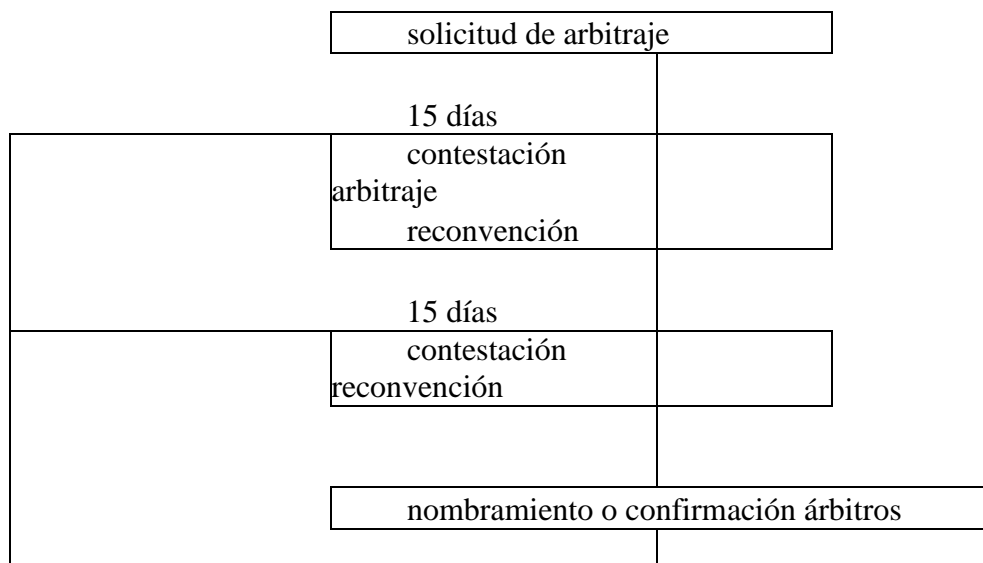 solicitud de arbitraje
15 días
contestación
arbitraje
reconvención
15 días
contestación
reconvención
nombramiento o confirmación árbitros